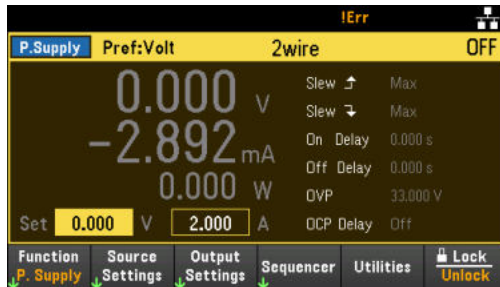 !Err
P.Supply Pref:Volt 2wire OFF
0.000 V
-2.892 mA
0.000 W
Set 0.000 V 2.000 A
Slew Max
Slew Max
On Delay 0.000 s
Off Delay 0.000 s
OVP 33.000 V
OCP Delay Off
Function P. Supply
Source Settings
Output Settings
Sequencer
Utilities
Lock Unlock